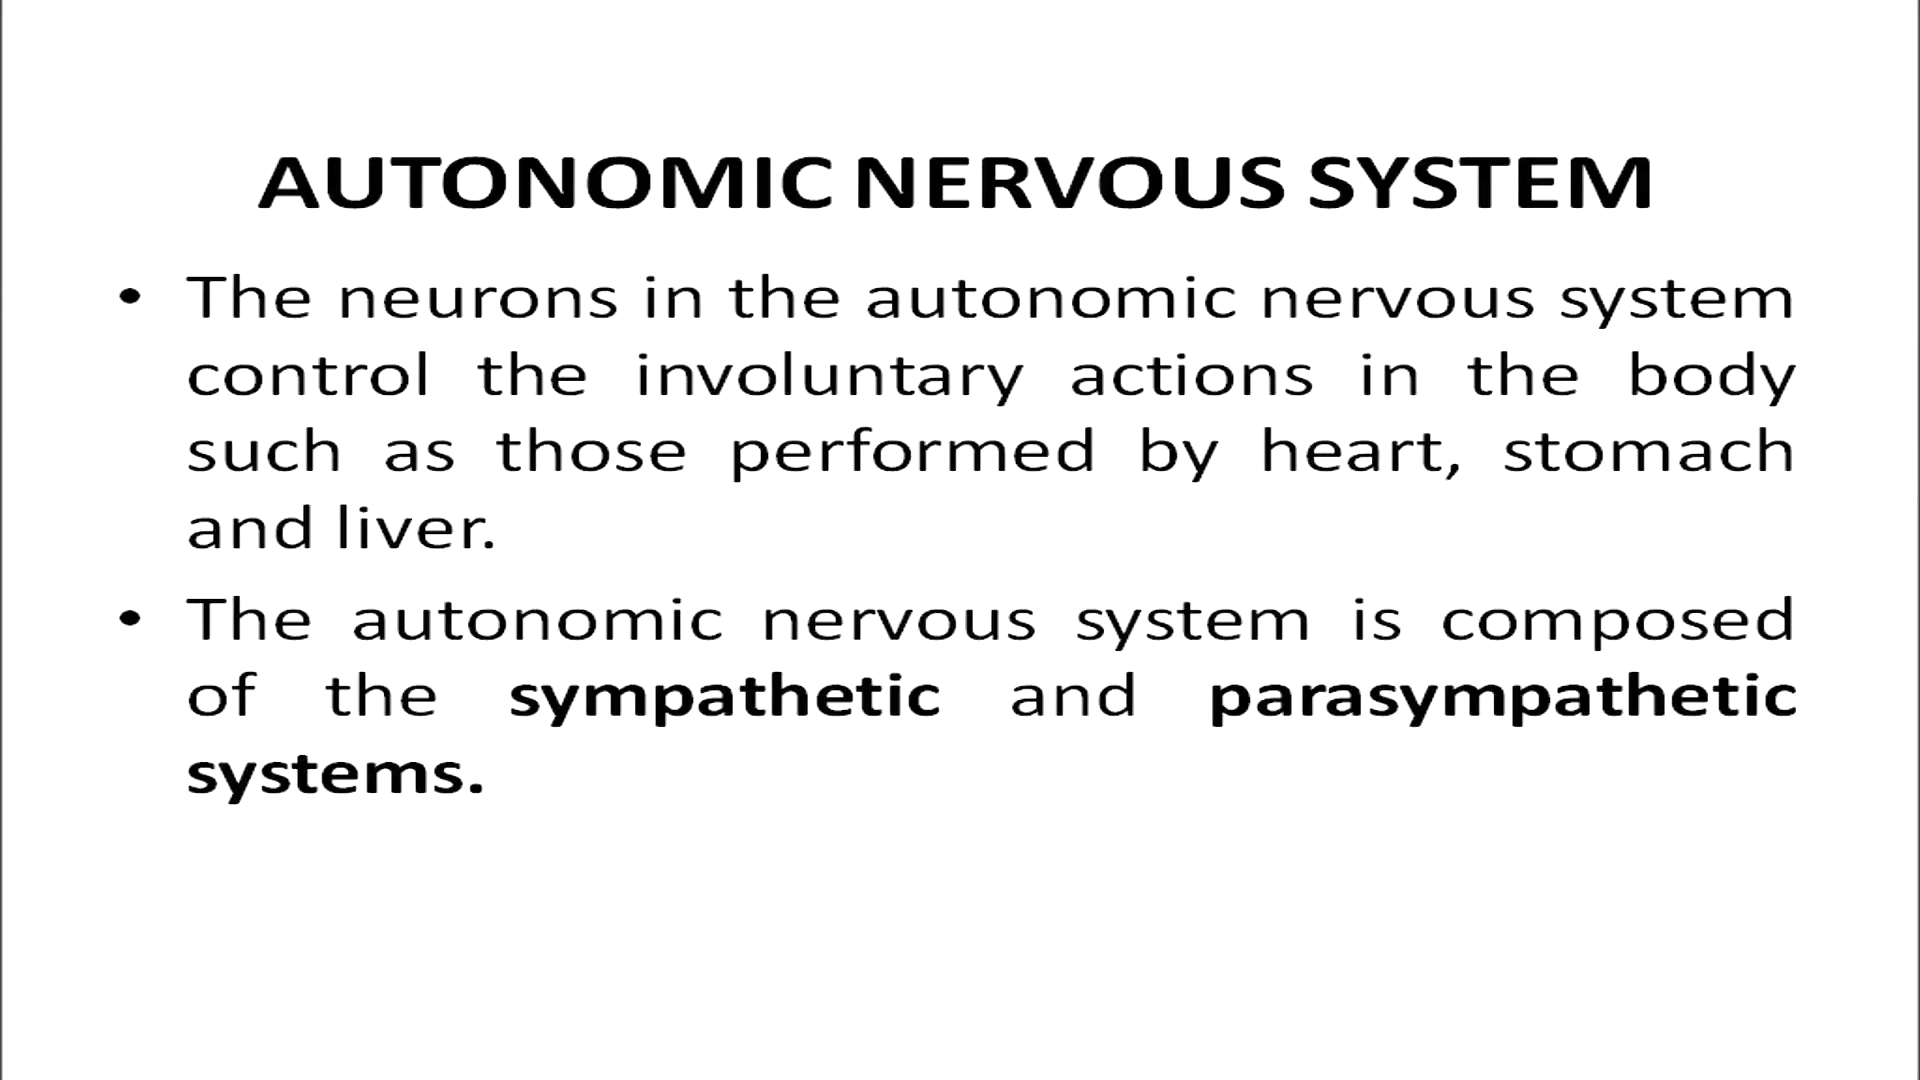 AUTONOMIC NERVOUS SYSTEM
• The neurons in the autonomic nervous system
control the involuntary actions in the body
such as those performed by heart, stomach
and liver.
• The autonomic nervous system is composed
of the sympathetic and parasympathetic
systems.